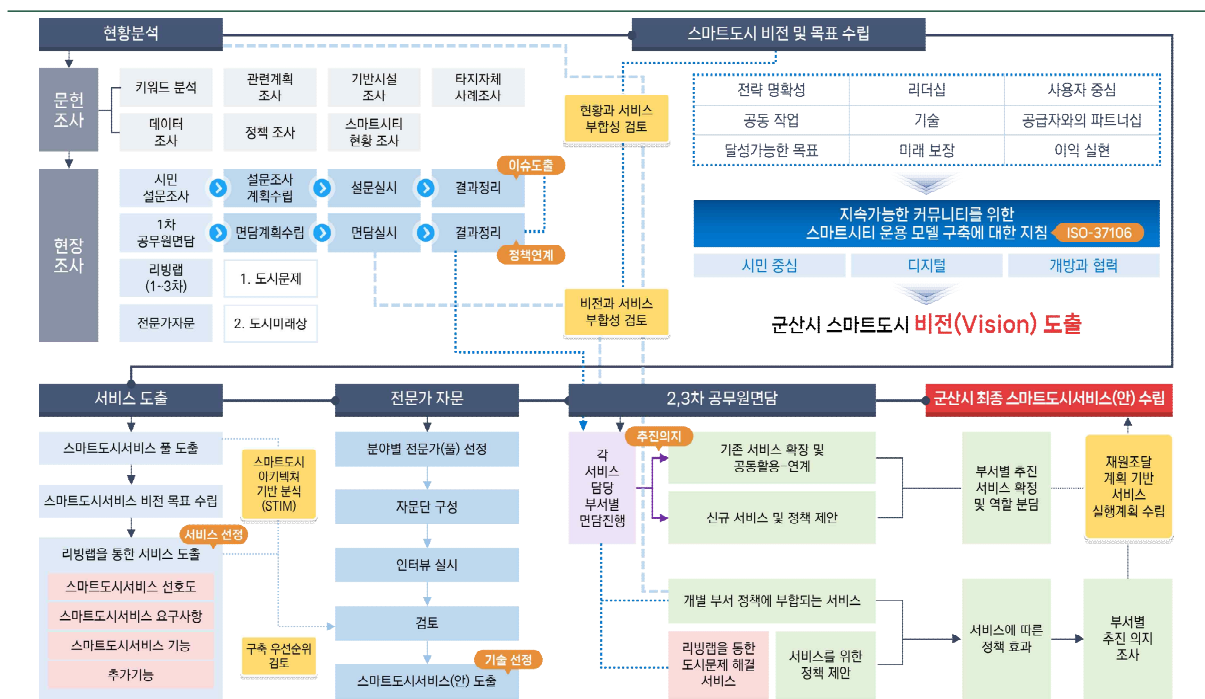 현황분석
스마트도시 비전 및 목표 수립
문헌
조사
키워드 분석
관련계획
조사
기반시설
조사
타지자체
사례조사
데이터
조사
정책 조사
스마트시티
현황 조사
현황과 서비스
부합성 검토
전략 명확성
리더십
사용자 중심
공동 작업
기술
공급자와의 파트너십
달성가능한 목표
미래 보장
이익 실현
현장
조사
시민
설문조사
설문조사
계획수립
설문실시
결과정리
이슈도출
1차
공무원면담
면담계획수립
면담실시
결과정리
정책연계
리빙랩
(1~3차)
1. 도시문제
전문가자문
2. 도시미래상
비전과 서비스
부합성 검토
지속가능한 커뮤니티를 위한
스마트시티 운용 모델 구축에 대한 지침
ISO-37106
시민 중심
디지털
개방과 협력
군산시 스마트도시 비전(Vision) 도출
서비스 도출
전문가 자문
2,3차 공무원면담
군산시 최종 스마트도시서비스(안) 수립
스마트도시서비스 풀 도출
스마트도시서비스 비전 목표 수립
리빙랩을 통한 서비스 도출
스마트도시서비스 선호도
스마트도시서비스 요구사항
스마트도시서비스 기능
추가기능
스마트도시
아키텍쳐
기반 분석
(STIM)
서비스 선정
구축 우선순위
검토
분야별 전문가(풀) 선정
자문단 구성
인터뷰 실시
검토
기술 선정
스마트도시서비스(안) 도출
각
서비스
담당
부서별
면담진행
추진의지
기존 서비스 확장 및
공동활용-연계
신규 서비스 및 정책 제안
부서별 추진
서비스 확정
및 역할 분담
재원조달
계획 기반
서비스
실행계획 수립
개별 부서 정책에 부합되는 서비스
리빙랩을 통한
도시문제 해결
서비스
서비스를 위한
정책 제안
서비스에 따른
정책 효과
부서별
추진 의지
조사